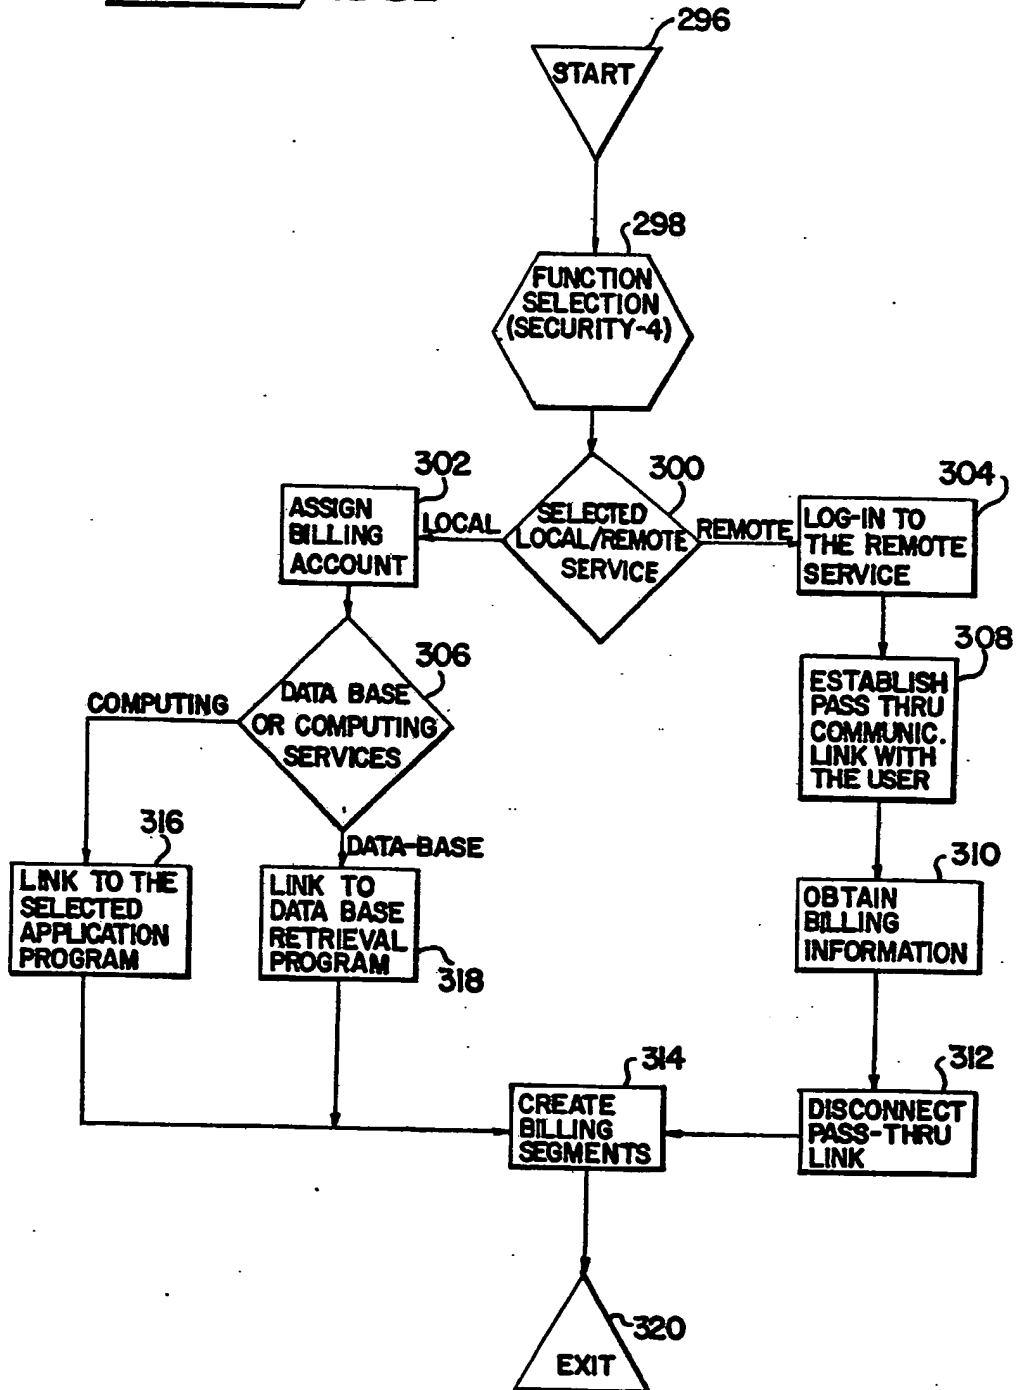 296
START
298
FUNCTION
SELECTION
(SECURITY-4)
300
SELECTED
LOCAL/REMOTE
SERVICE
LOCAL
REMOTE
302
ASSIGN
BILLING
ACCOUNT
304
LOG-IN TO
THE REMOTE
SERVICE
306
DATA BASE
OR COMPUTING
SERVICES
COMPUTING
DATA-BASE
308
ESTABLISH
PASS THRU
COMMUNIC.
LINK WITH
THE USER
316
LINK TO THE
SELECTED
APPLICATION
PROGRAM
LINK TO
DATA BASE
RETRIEVAL
PROGRAM
318
310
OBTAIN
BILLING
INFORMATION
314
CREATE
BILLING
SEGMENTS
312
DISCONNECT
PASS-THRU
LINK
320
EXIT